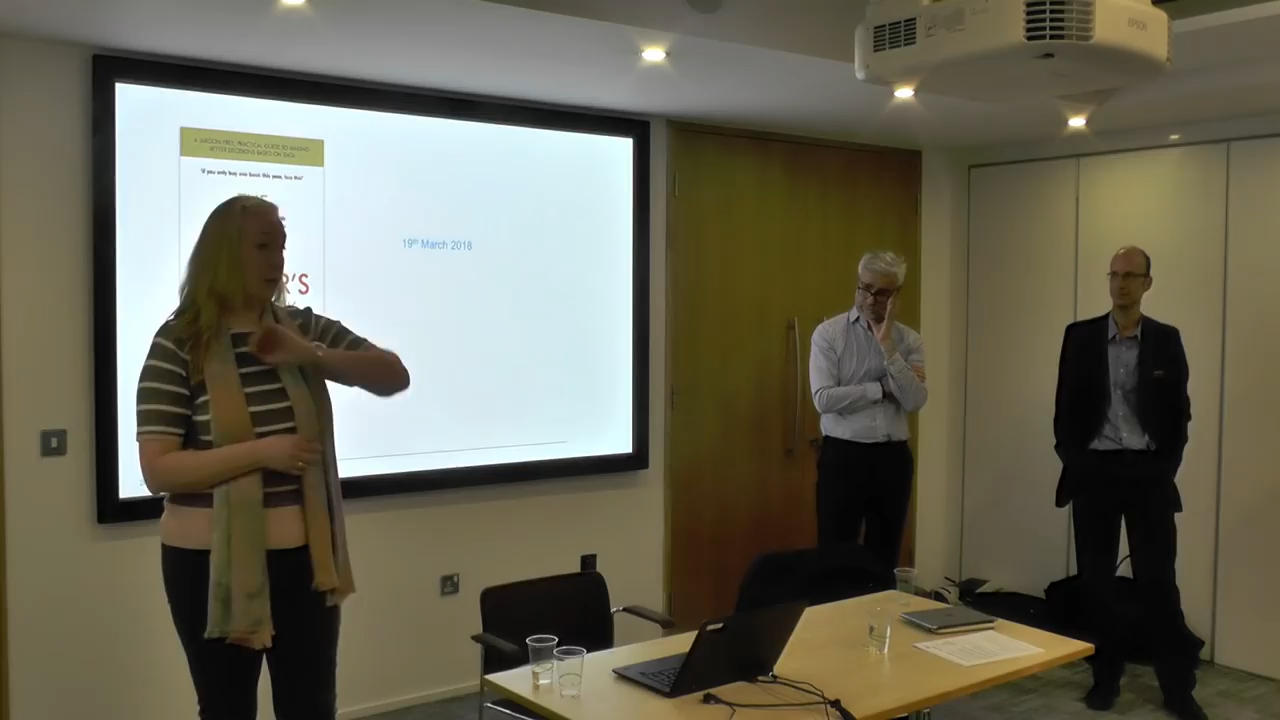 EPSON
A JARGON FREE, PRACTICAL GUIDE TO MAKING
BETTER DECISIONS BASED ON DATA
'If you only buy one book this year, buy this'
THE
R'S
19th March 2018